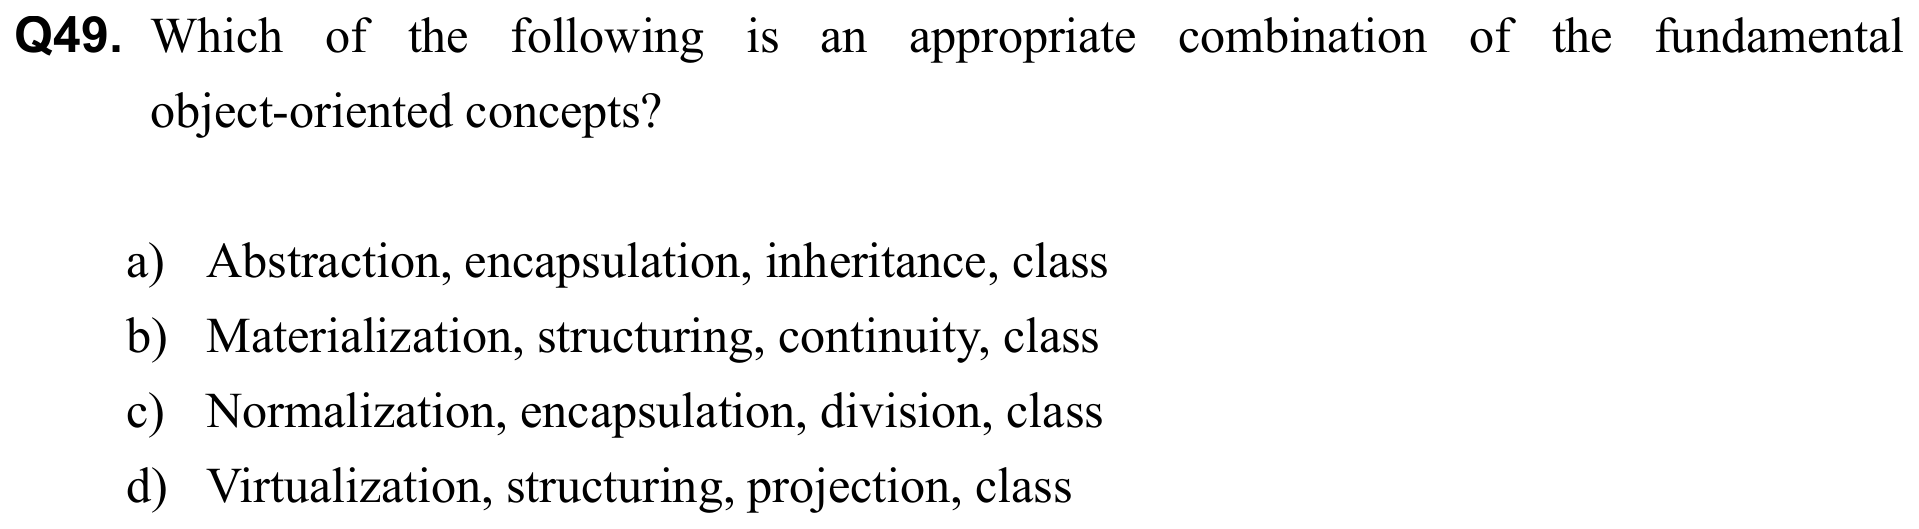 Q49. Which of the following is an appropriate combination of the fundamental
object-oriented concepts?
a) Abstraction, encapsulation, inheritance, class
b) Materialization, structuring, continuity, class
c) Normalization, encapsulation, division, class
d) Virtualization, structuring, projection, class